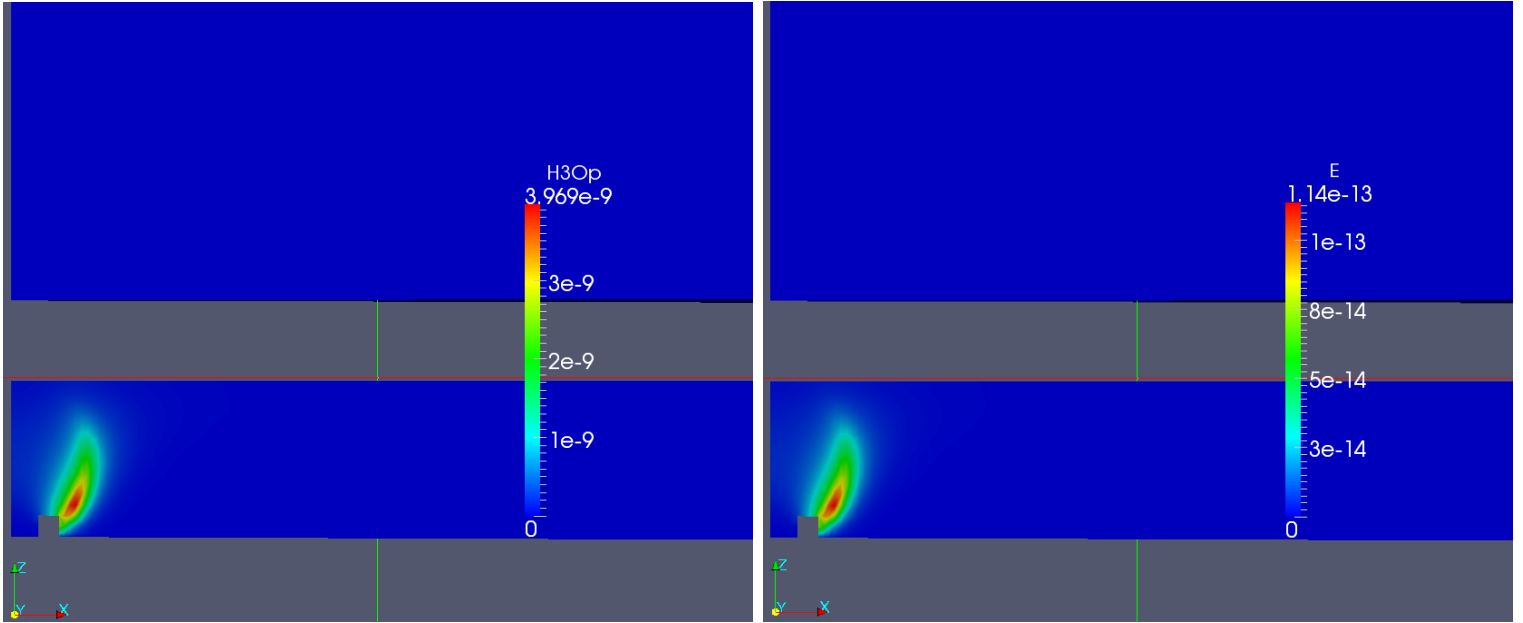 H3Op
3.969e-9
3e-9
2e-9
1e-9
0
Z
Y
X
E
1.14e-13
1e-13
8e-14
5e-14
3e-14
0
Z
Y
X